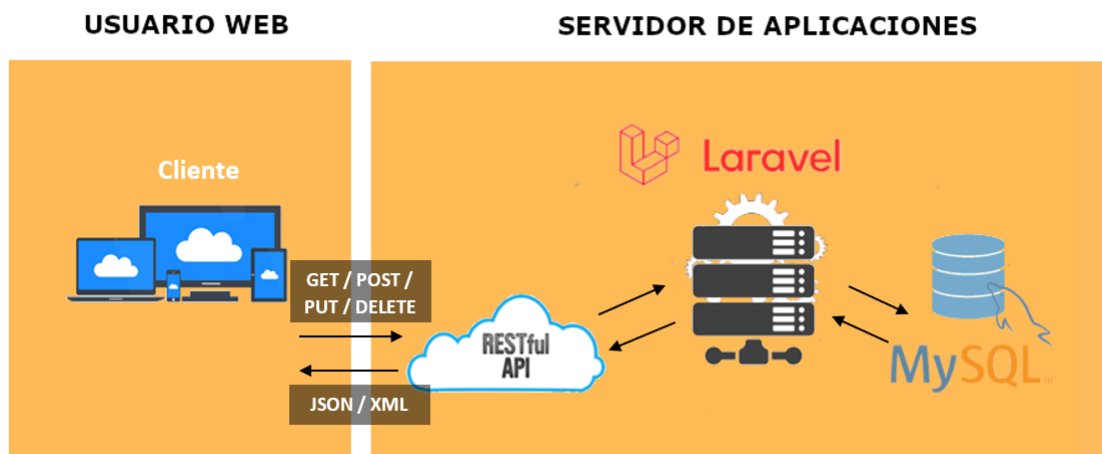 USUARIO WEB
SERVIDOR DE APLICACIONES
Laravel
Cliente
GET / POST /
PUT / DELETE
RESTful
API
JSON / XML
MySQL